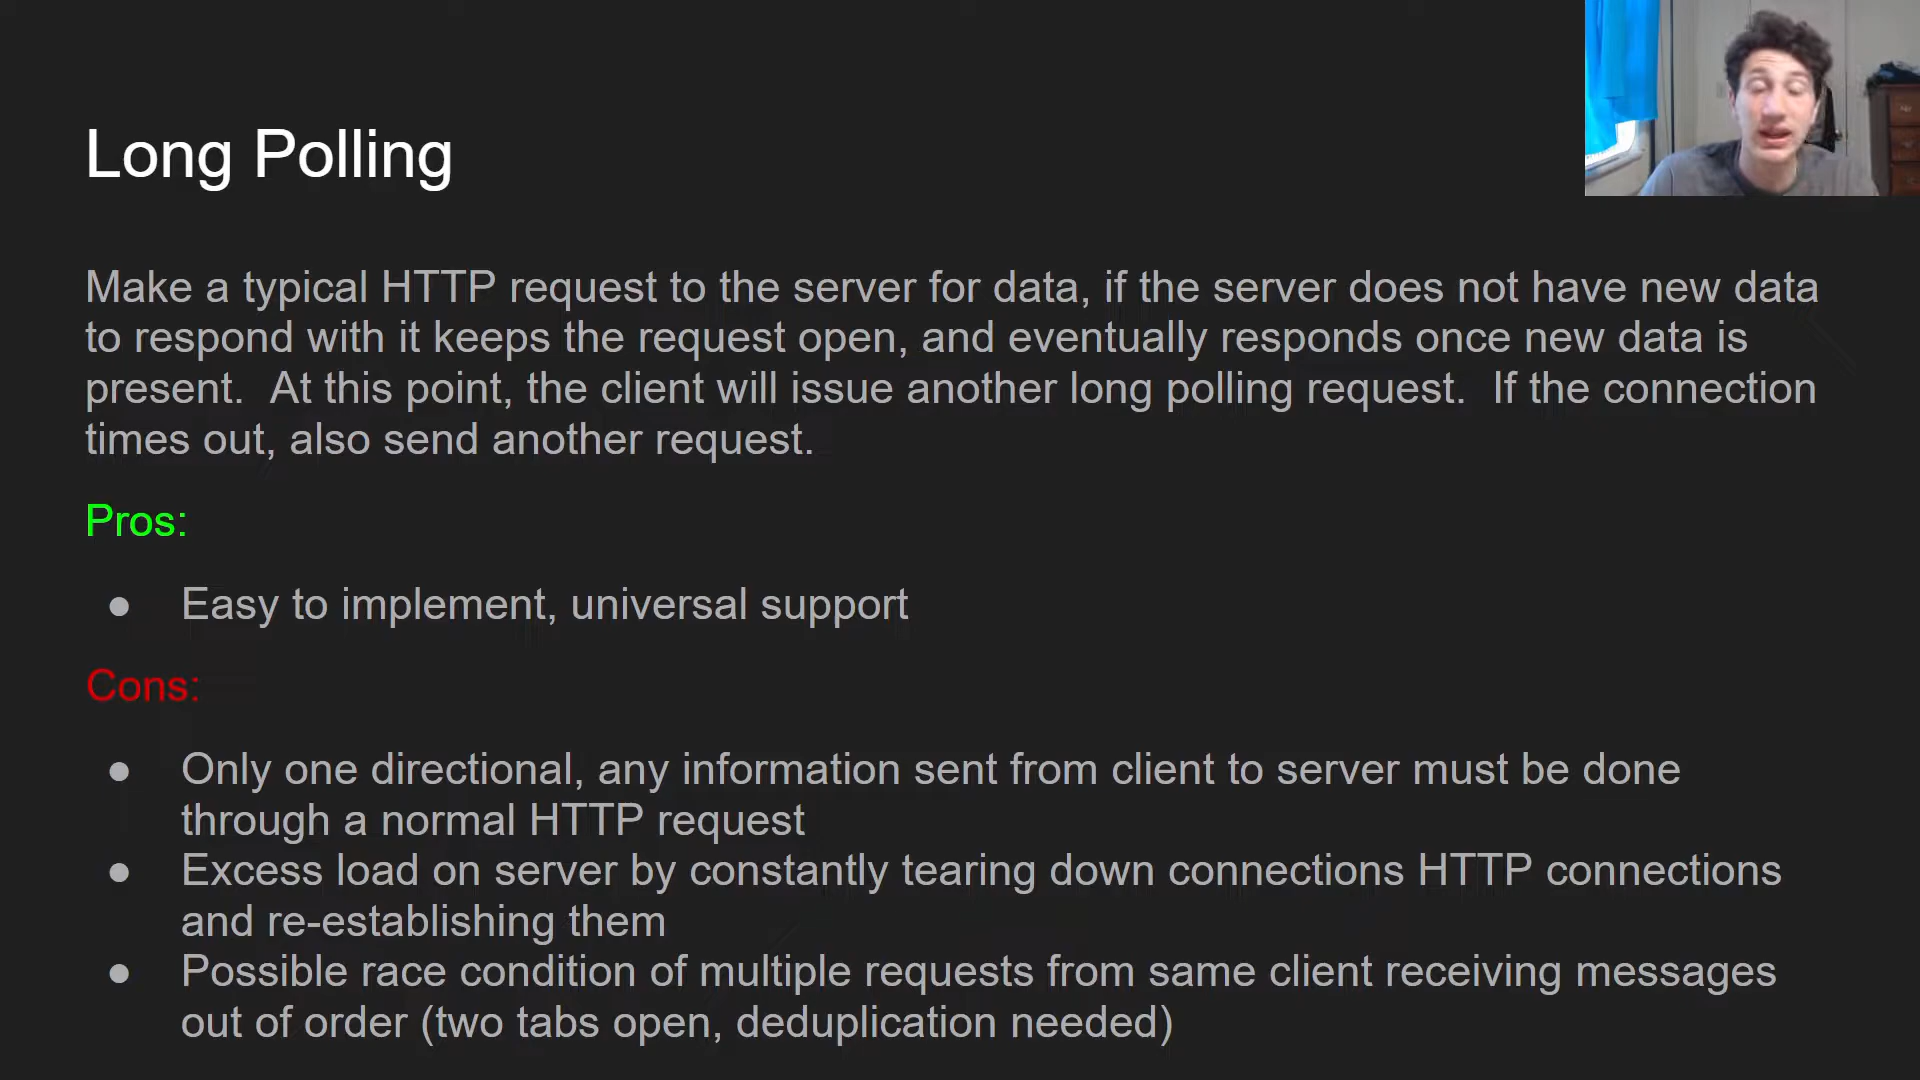 Long Polling
Make a typical HTTP request to the server for data, if the server does not have new data
to respond with it keeps the request open, and eventually responds once new data is
present.  At this point, the client will issue another long polling request.  If the connection
times out, also send another request.
Pros:
● Easy to implement, universal support
Cons:
● Only one directional, any information sent from client to server must be done
through a normal HTTP request
● Excess load on server by constantly tearing down connections HTTP connections
and re-establishing them
● Possible race condition of multiple requests from same client receiving messages
out of order (two tabs open, deduplication needed)